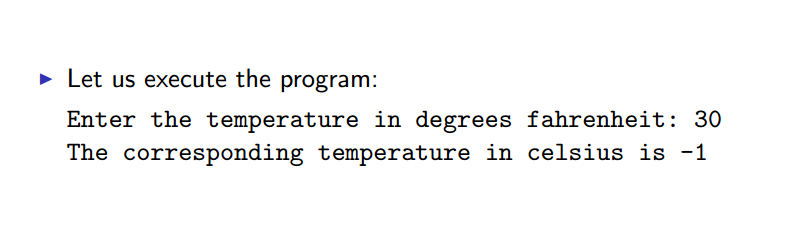 Let us execute the program:
Enter the temperature in degrees fahrenheit: 30
The corresponding temperature in celsius is -1